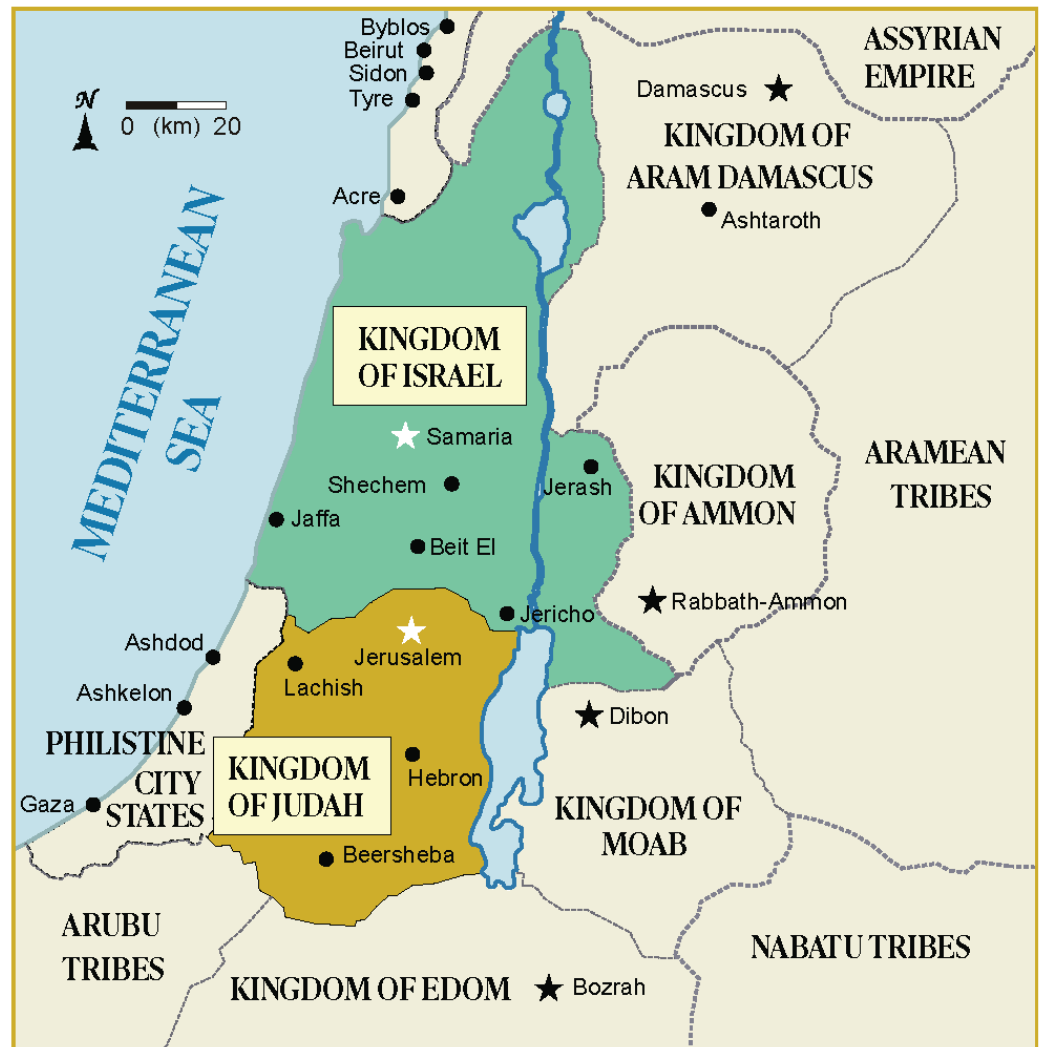 Byblos
Beirut
Sidon
Tyre
N
0 (km) 20
ASSYRIAN
EMPIRE
Damascus
KINGDOM OF
ARAM DAMASCUS
Ashtaroth
Acre
MEDITERRANEAN
SEA
KINGDOM
OF ISRAEL
Samaria
Shechem
Jerash
Jaffa
Beit El
KINGDOM
OF AMMON
ARAMEAN
TRIBES
Rabbath-Ammon
Jericho
Jerusalem
Lachish
Ashdod
Ashkelon
PHILISTINE
CITY
STATES
Gaza
KINGDOM
OF JUDAH
Hebron
Beersheba
Dibon
KINGDOM OF
MOAB
ARUBU
TRIBES
NABATU TRIBES
KINGDOM OF EDOM
Bozrah